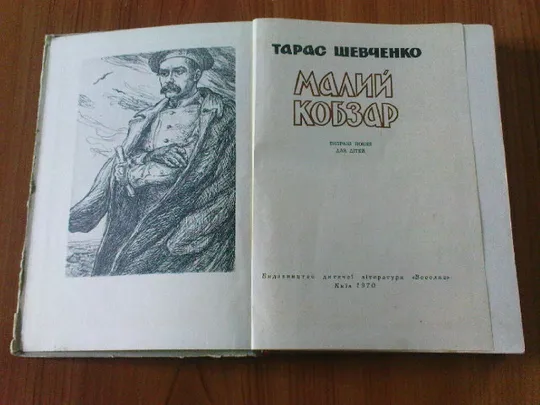 ТАРАС ШЕВЧЕНКО
МАЛИЙ
КОБЗАР
ВИБРАНІ ПОЕЗІЇ
ДЛЯ ДІТЕЙ
Видавництво дитячої літератури «Веселка»
Київ 1970